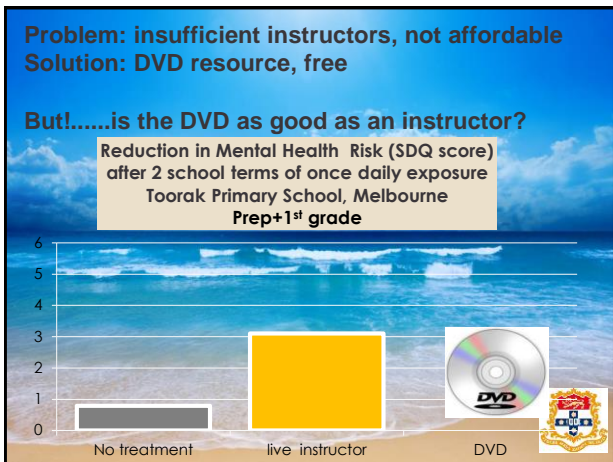 Problem: insufficient instructors, not affordable
Solution: DVD resource, free
But!......is the DVD as good as an instructor?
Reduction in Mental Health Risk (SDQ score)
after 2 school terms of once daily exposure
Toorak Primary School, Melbourne
Prep+1st grade
6
5
4
3
2
1
0
No treatment
live instructor
DVD
DVD